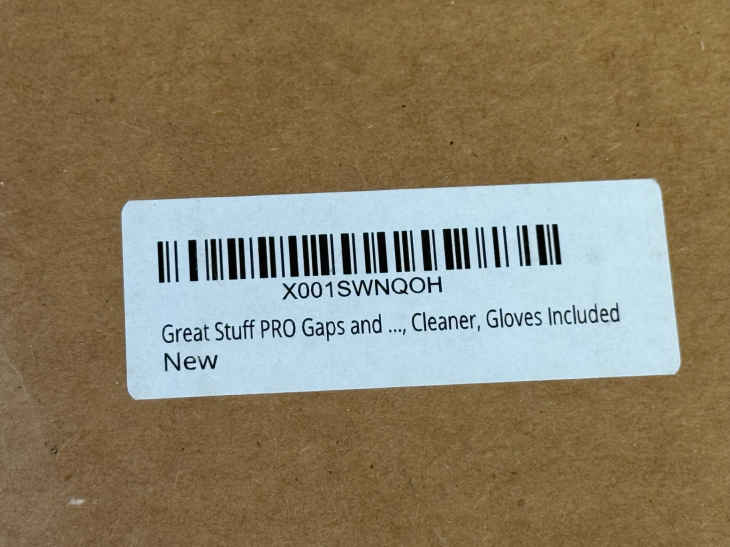 X001SWNQOH
Great Stuff PRO Gaps and ..., Cleaner, Gloves Included
New